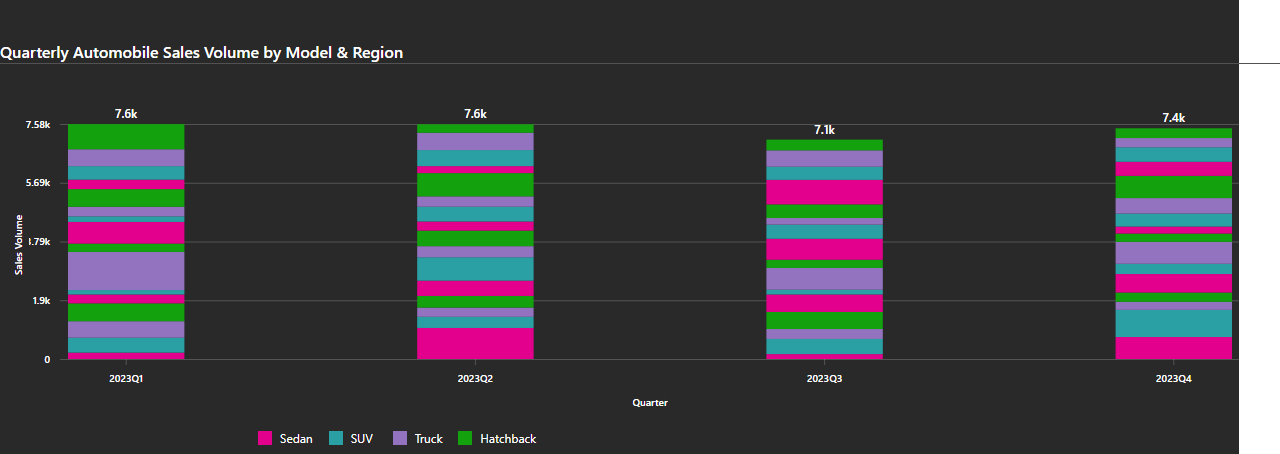 Quarterly Automobile Sales Volume by Model & Region
7.6k
7.6k
7.1k
7.4k
7.58k
5.69k
3.79k
1.9k
0
Sales Volume
2023Q1
2023Q2
2023Q3
2023Q4
Quarter
Sedan
SUV
Truck
Hatchback